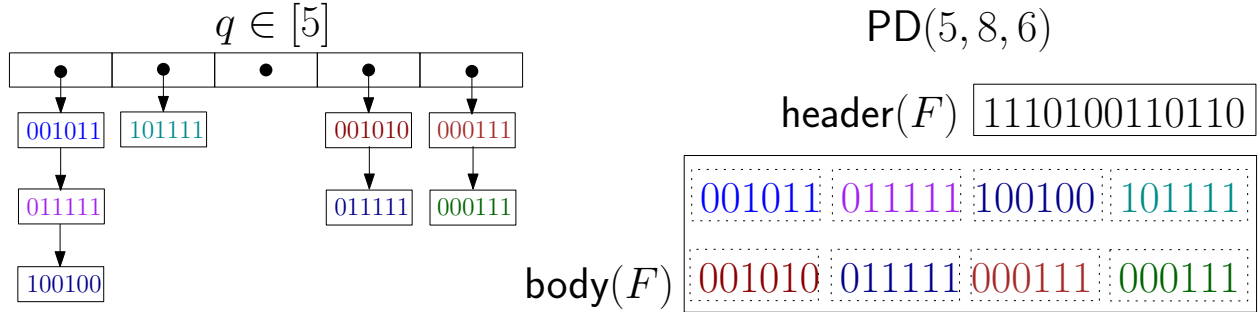 q ∈ [5]
001011 101111 001010 000111
011111 011111 000111
100100
PD(5, 8, 6)
header(F) 1110100110110
001011 011111 100100 101111
body(F) 001010 011111 000111 000111